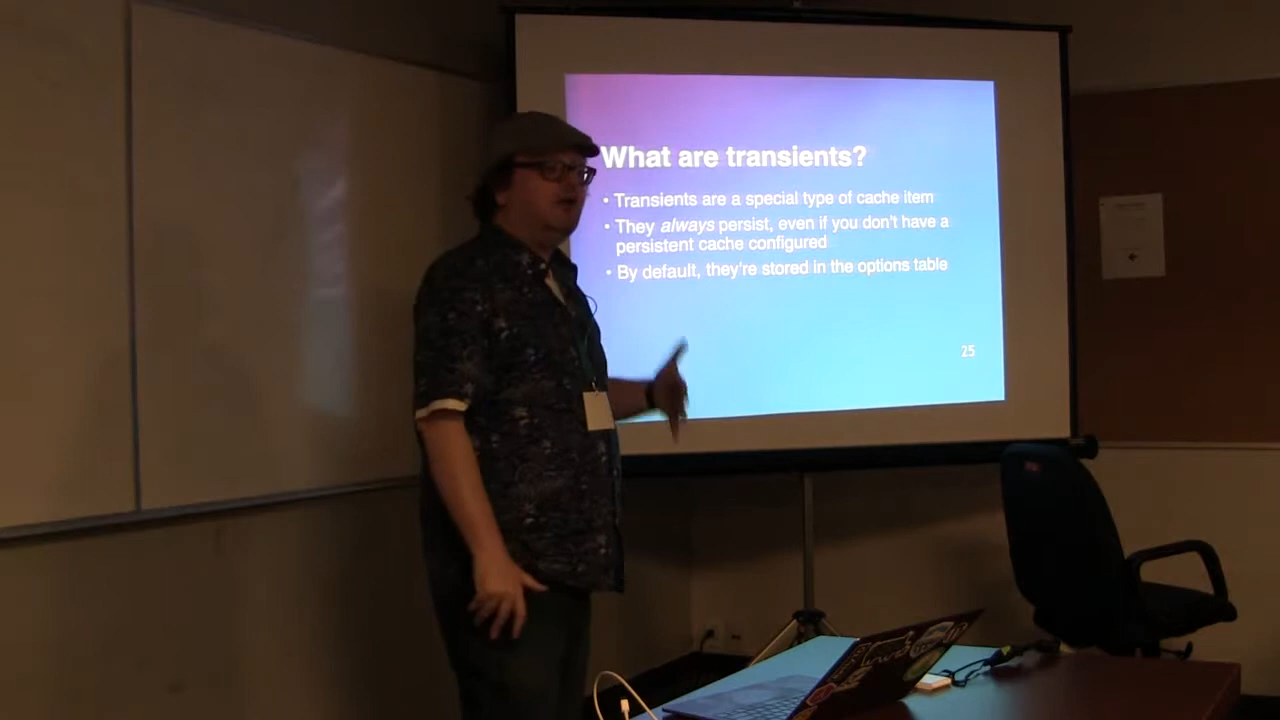 What are transients?
• Transients are a special type of cache item
• They always persist, even if you don't have a
persistent cache configured
• By default, they're stored in the options table
25